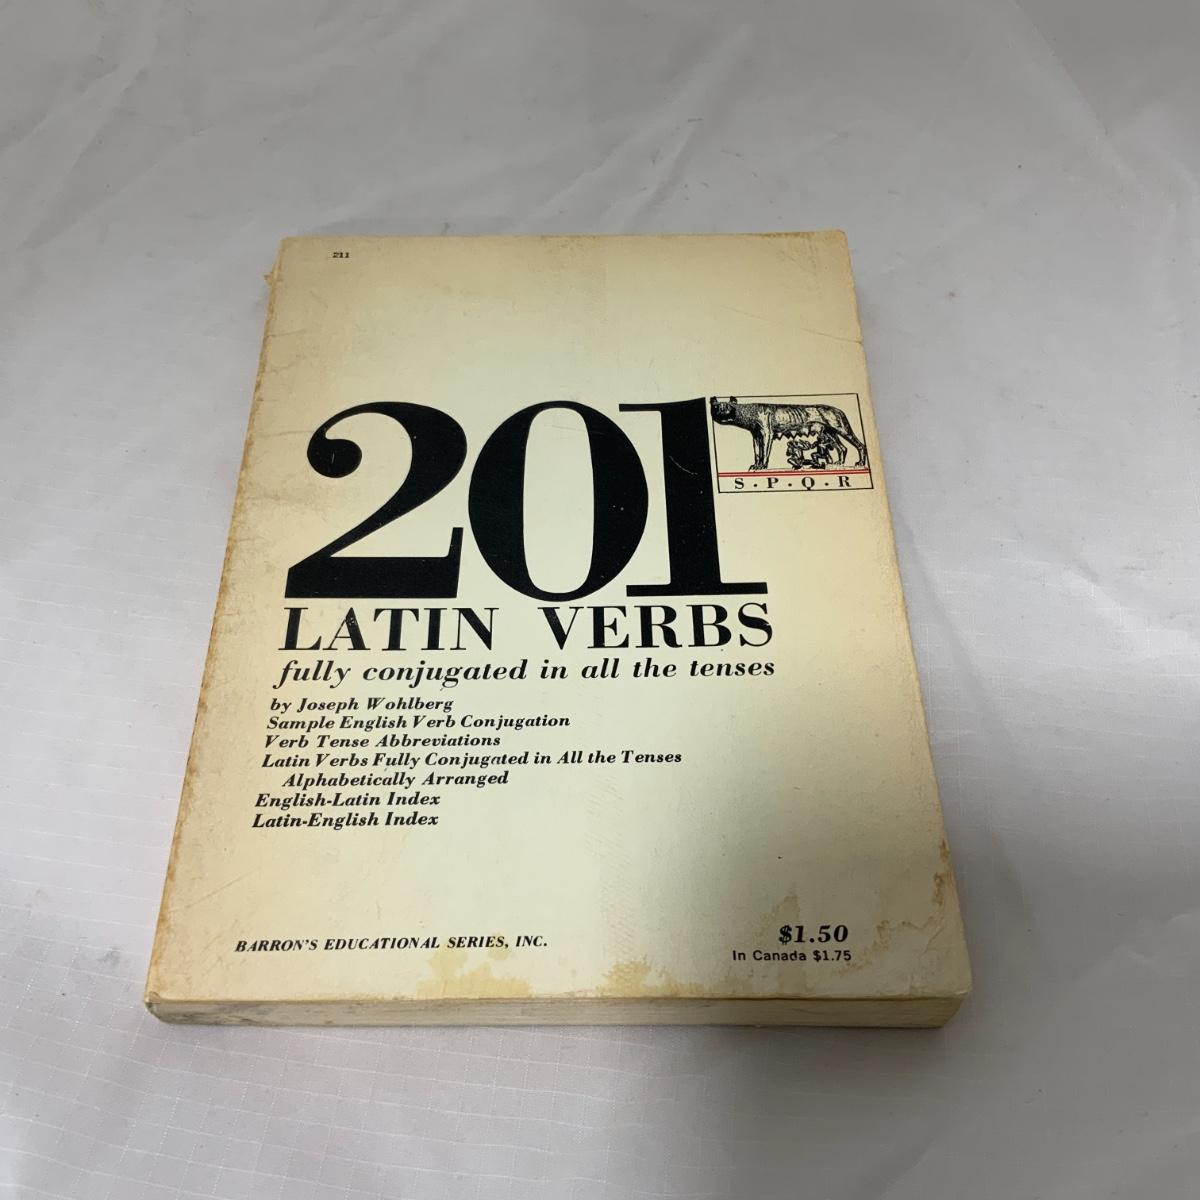 211
201
S·P·Q·R
LATIN VERBS
fully conjugated in all the tenses
by Joseph Wohlberg
Sample English Verb Conjugation
Verb Tense Abbreviations
Latin Verbs Fully Conjugated in All the Tenses
Alphabetically Arranged
English-Latin Index
Latin-English Index
BARRON'S EDUCATIONAL SERIES, INC.
$1.50
In Canada $1.75